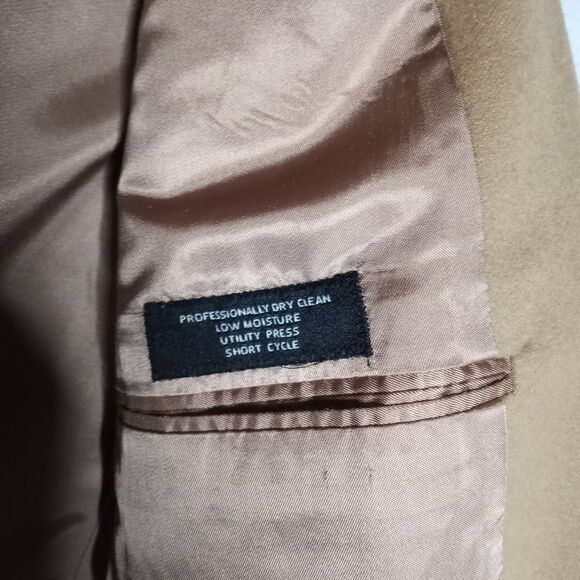 PROFESSIONALLY DRY CLEAN
LOW MOISTURE
UTILITY PRESS
SHORT CYCLE